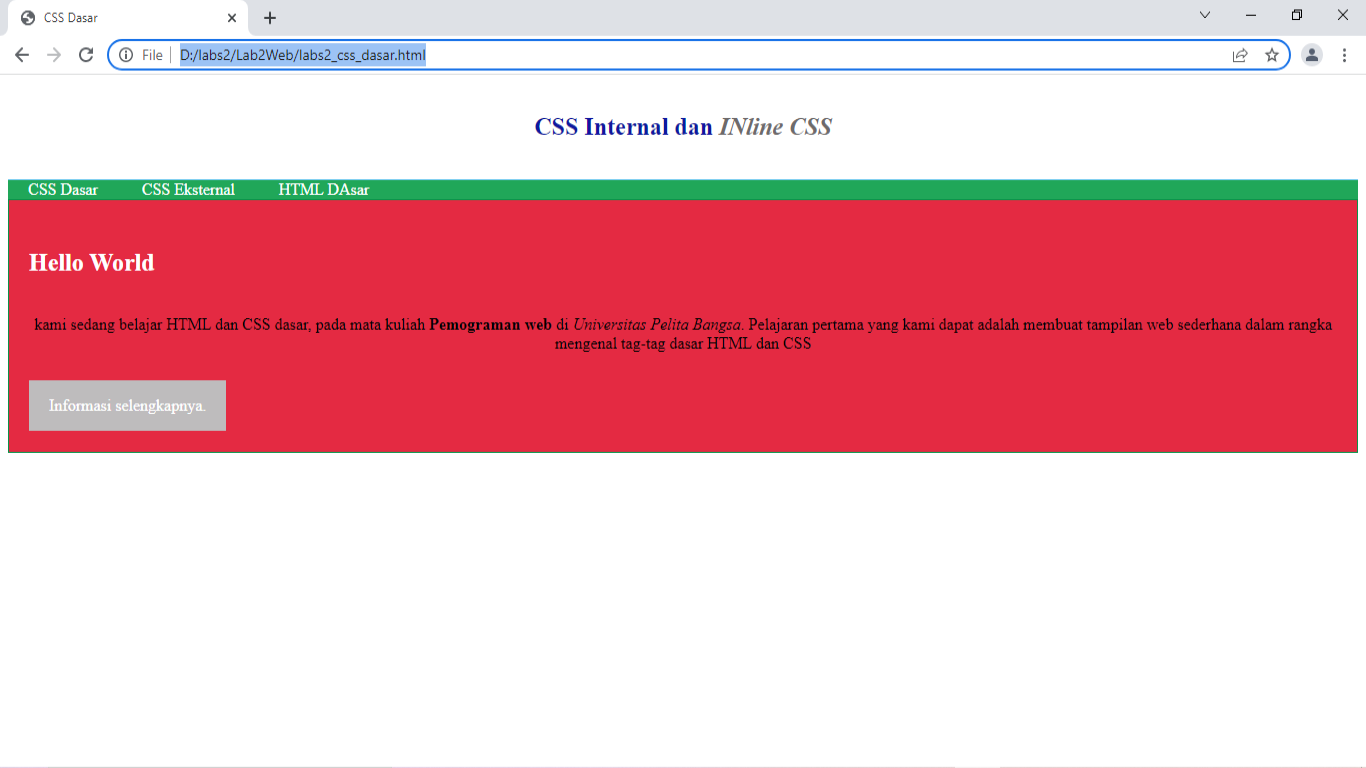 CSS Dasar
File
D:/labs2/Lab2Web/labs2_css_dasar.html
CSS Internal dan INline CSS
CSS Dasar CSS Eksternal HTML DAsar
Hello World
kami sedang belajar HTML dan CSS dasar, pada mata kuliah Pemograman web di Universitas Pelita Bangsa. Pelajaran pertama yang kami dapat adalah membuat tampilan web sederhana dalam rangka
mengenal tag-tag dasar HTML dan CSS
Informasi selengkapnya.